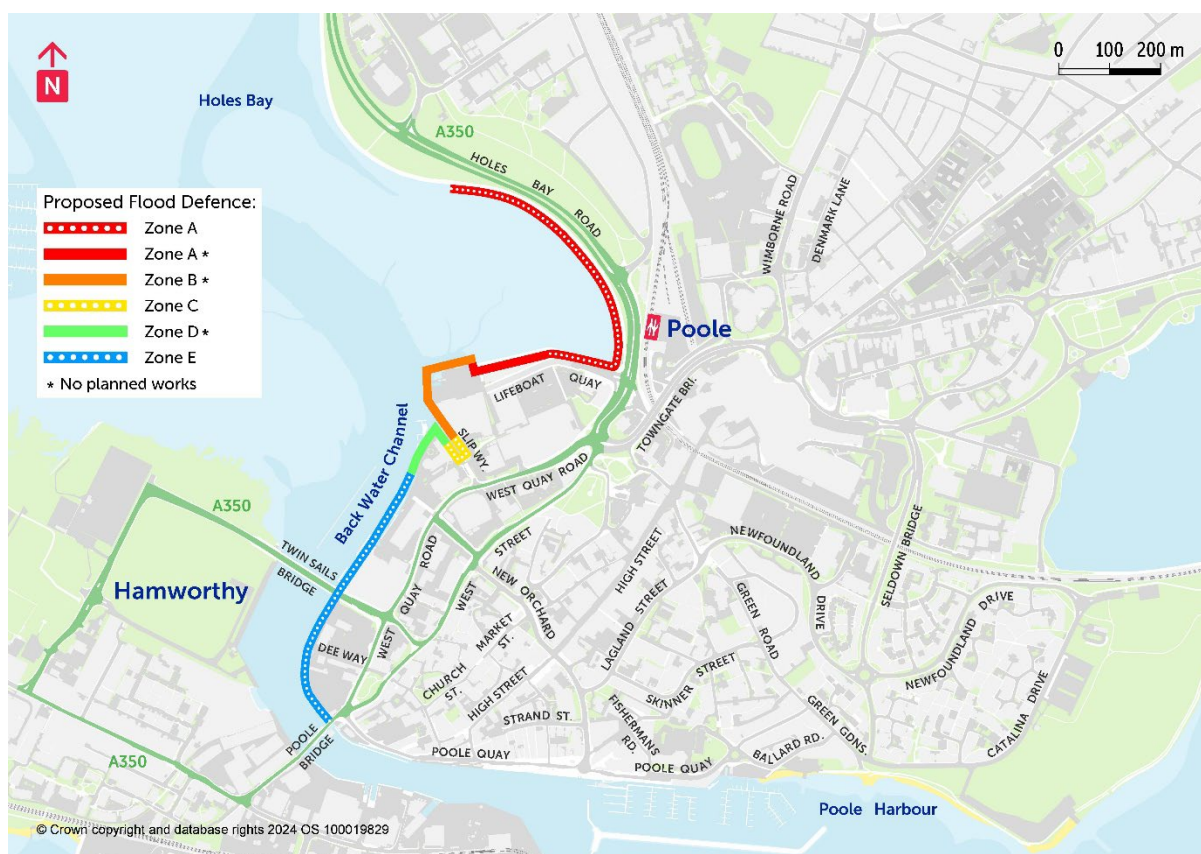 0 100 200 m
N
Holes Bay
A350
HOLES BAY ROAD
Proposed Flood Defence:
Zone A
Zone A *
Zone B *
Zone C
Zone D *
Zone E
* No planned works
WIMBORNE ROAD
DENMARK LANE
Poole
LIFEBOAT QUAY
TOWNGATE BRI.
SLIP WY.
Back Water Channel
WEST QUAY ROAD
A350
TWIN SAILS BRIDGE
Hamworthy
WEST QUAY ROAD
WEST STREET
NEW ORCHARD
HIGH STREET
LAGLAND STREET
NEWFOUNDLAND DRIVE
SELDOWN BRIDGE
GREEN ROAD
NEWFOUNDLAND DRIVE
DEE WAY
MARKET ST.
CHURCH ST.
HIGH STREET
SKINNER STREET
STRAND ST.
FISHERMANS RD.
GREEN GDNS.
CATALINA DRIVE
BALLARD RD.
POOLE BRIDGE
POOLE QUAY
POOLE QUAY
A350
Poole Harbour
© Crown copyright and database rights 2024 OS 100019829